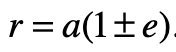 r = a(1 ± e).